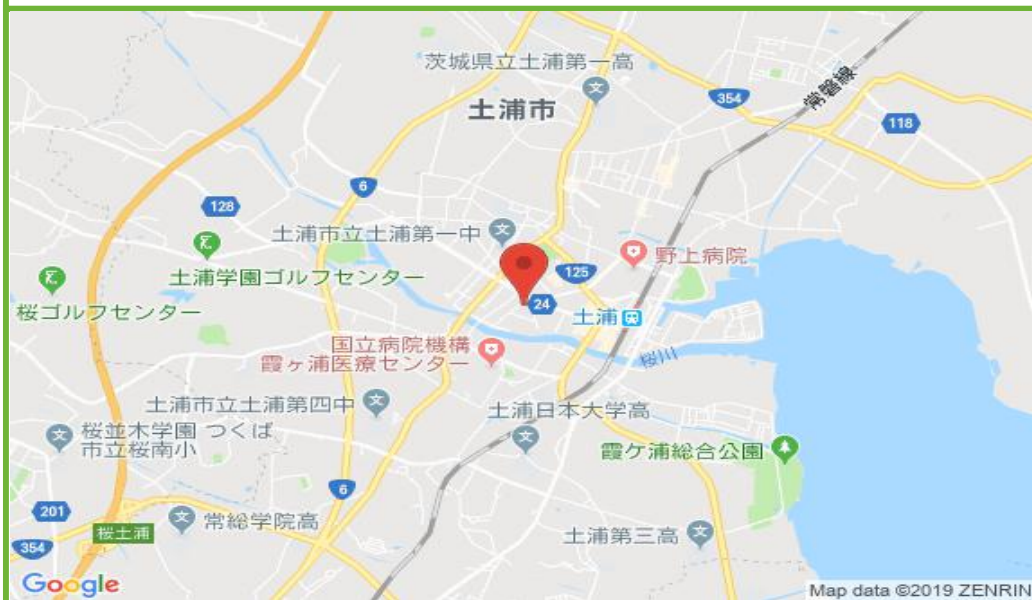 茨城県立土浦第一高
土浦市
常磐線
354
118
6
128
土浦市立土浦第一中
野上病院
土浦学園ゴルフセンター
125
桜ゴルフセンター
24
土浦
国立病院機構
霞ヶ浦医療センター
桜川
土浦市立土浦第四中
土浦日本大学高
桜並木学園 つくば
市立桜南小
霞ケ浦総合公園
6
201
常総学院高
桜土浦
土浦第三高
354
Google
Map data ©2019 ZENRIN